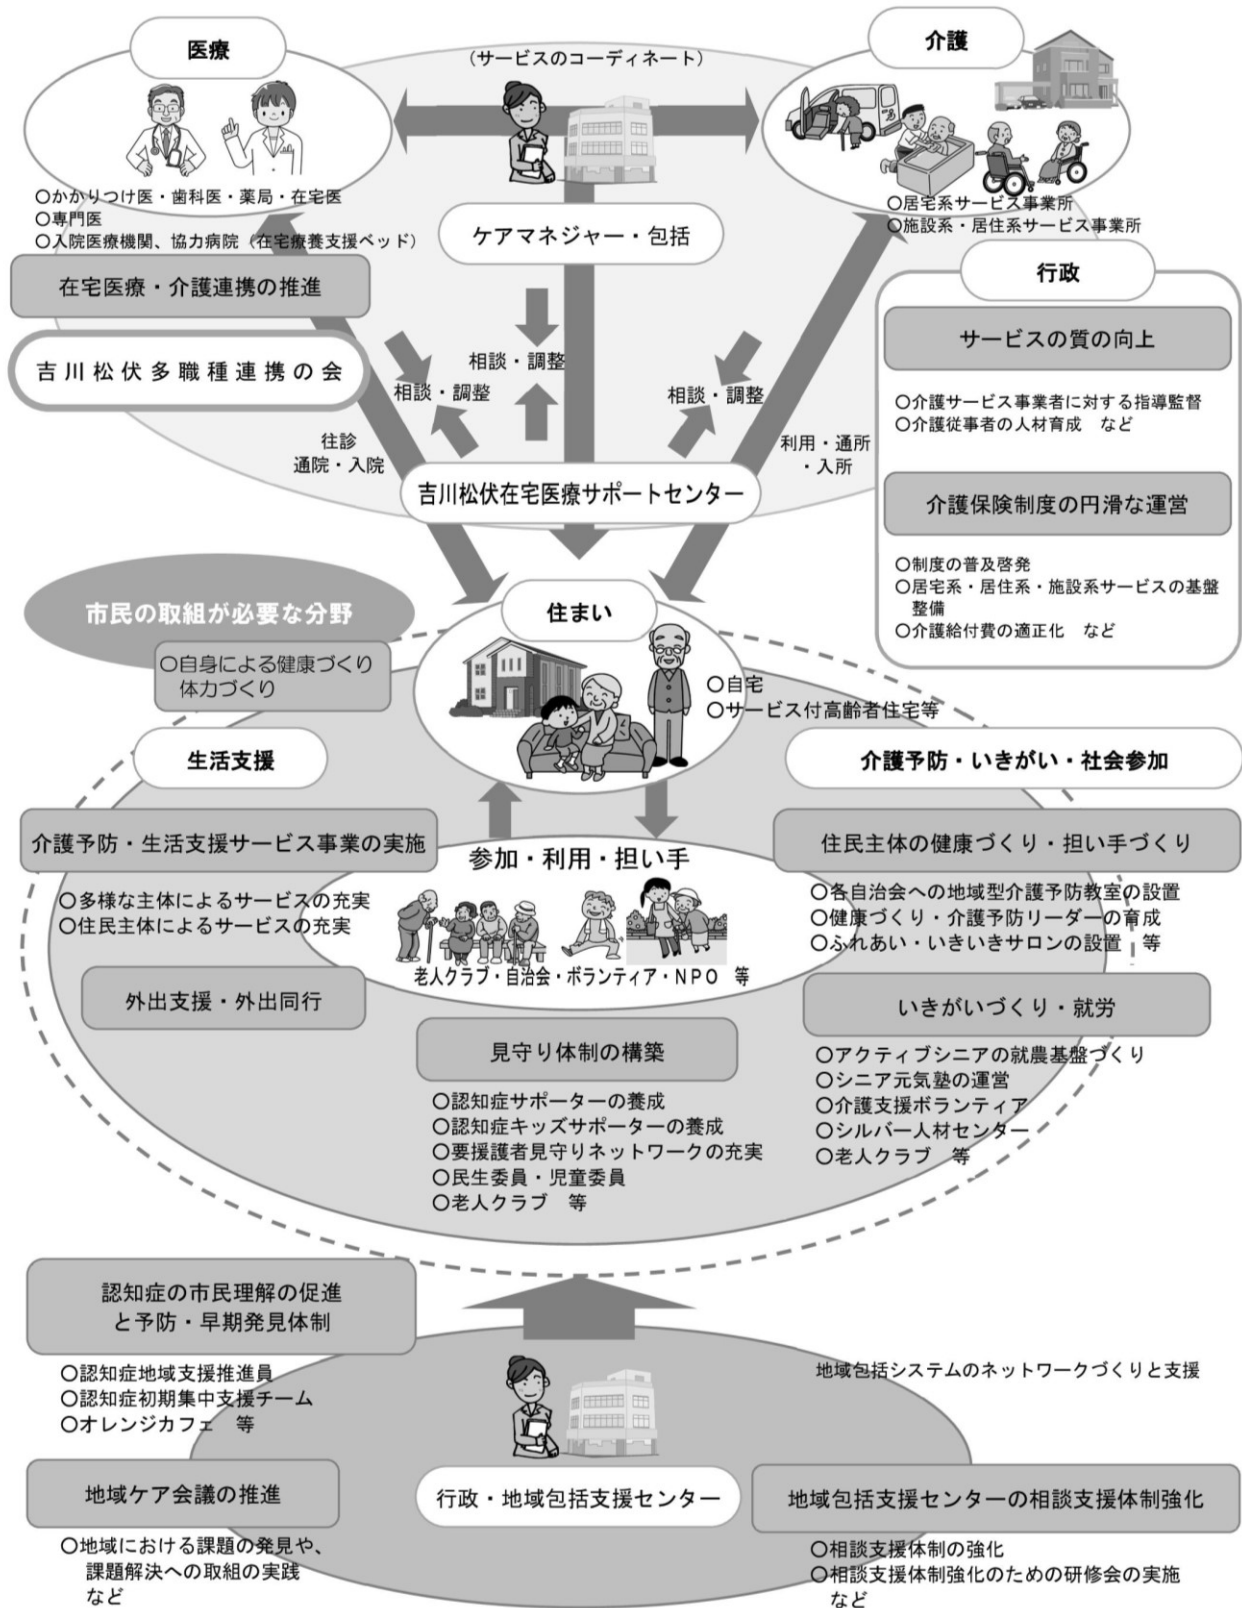 医療
(サービスのコーディネート)
介護
○かかりつけ医・歯科医・薬局・在宅医
○専門医
○入院医療機関、協力病院（在宅療養支援ベッド）
ケアマネジャー・包括
○居宅系サービス事業所
○施設系・居住系サービス事業所
在宅医療・介護連携の推進
吉川松伏多職種連携の会
行政
サービスの質の向上
○介護サービス事業者に対する指導監督
○介護従事者の人材育成　など
介護保険制度の円滑な運営
○制度の普及啓発
○居宅系・居住系・施設系サービスの基盤
整備
○介護給付費の適正化　など
相談・調整
相談・調整
相談・調整
往診
通院・入院
利用・通所
・入所
吉川松伏在宅医療サポートセンター
市民の取組が必要な分野
○自身による健康づくり
体力づくり
住まい
○自宅
○サービス付高齢者住宅等
生活支援
介護予防・いきがい・社会参加
介護予防・生活支援サービス事業の実施
○多様な主体によるサービスの充実
○住民主体によるサービスの充実
外出支援・外出同行
参加・利用・担い手
老人クラブ・自治会・ボランティア・ＮＰＯ　等
住民主体の健康づくり・担い手づくり
○各自治会への地域型介護予防教室の設置
○健康づくり・介護予防リーダーの育成
○ふれあい・いきいきサロンの設置　等
いきがいづくり・就労
○アクティブシニアの就農基盤づくり
○シニア元気塾の運営
○介護支援ボランティア
○シルバー人材センター
○老人クラブ　等
見守り体制の構築
○認知症サポーターの養成
○認知症キッズサポーターの養成
○要援護者見守りネットワークの充実
○民生委員・児童委員
○老人クラブ　等
認知症の市民理解の促進
と予防・早期発見体制
○認知症地域支援推進員
○認知症初期集中支援チーム
○オレンジカフェ　等
地域包括システムのネットワークづくりと支援
地域ケア会議の推進
○地域における課題の発見や、
課題解決への取組の実践
など
行政・地域包括支援センター
地域包括支援センターの相談支援体制強化
○相談支援体制の強化
○相談支援体制強化のための研修会の実施
など